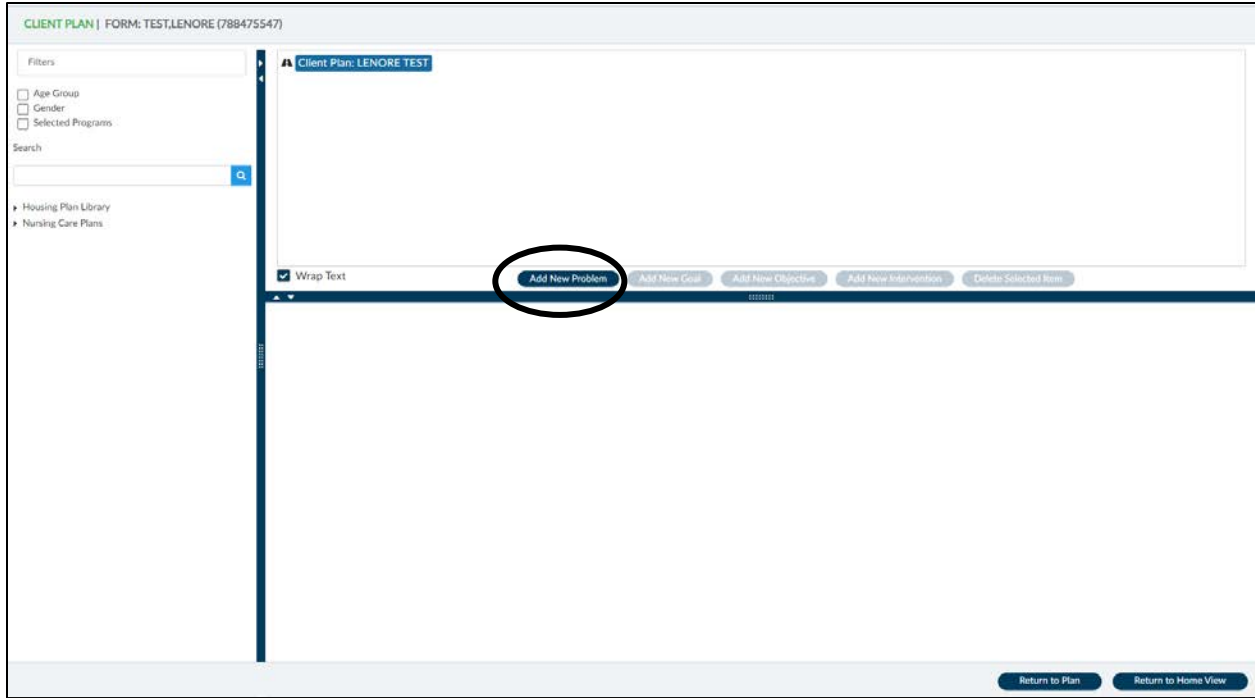 CLIENT PLAN | FORM: TEST,LENORE (788475547)
Filters
Age Group
Gender
Selected Programs
Search
Housing Plan Library
Nursing Care Plans
Client Plan: LENORE TEST
Wrap Text
Add New Problem Add New Goal Add New Objective Add New Intervention Delete Selected Item
Return to Plan Return to Home View